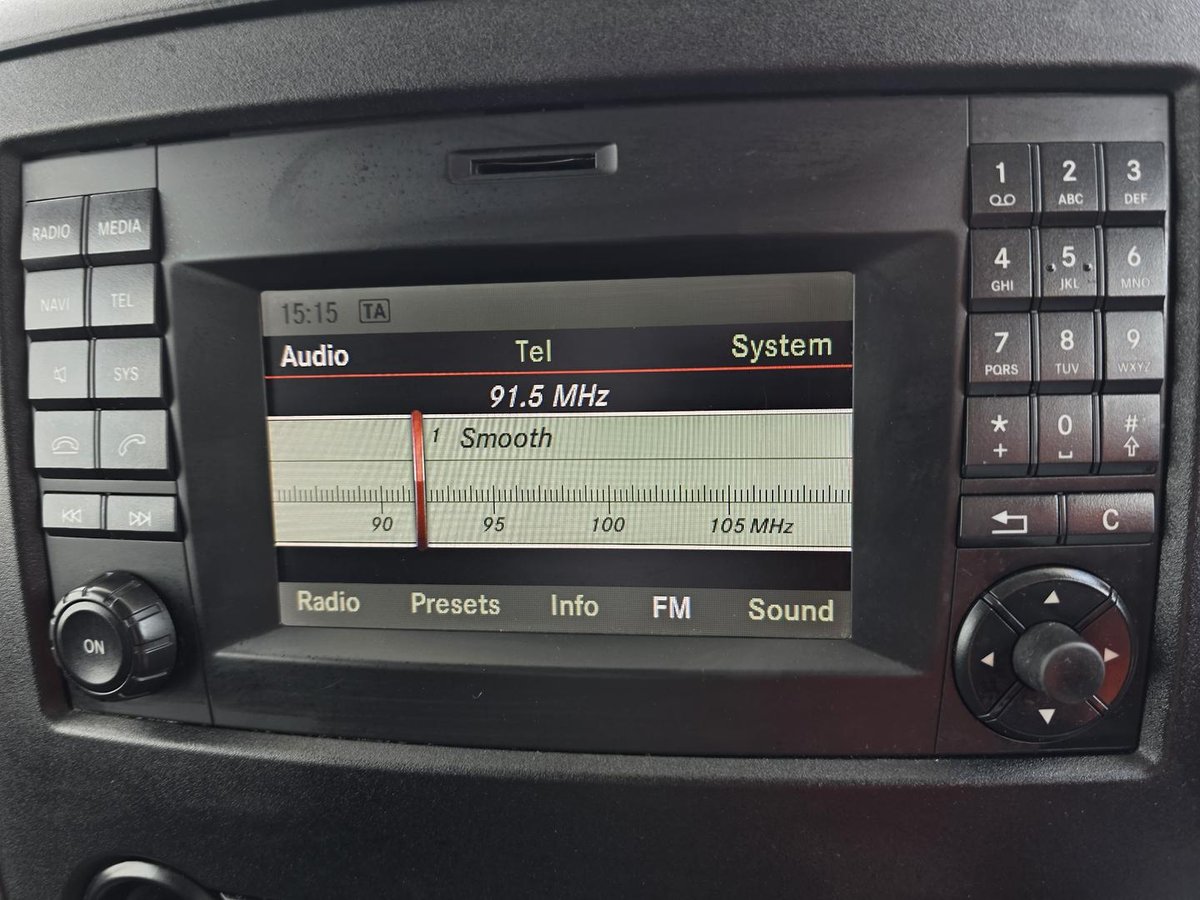 RADIO MEDIA
NAVI TEL
SYS
ON
15:15 TA
Audio Tel System
91.5 MHz
1 Smooth
90 95 100 105 MHz
Radio Presets Info FM Sound
1 2 ABC 3 DEF
4 GHI 5 JKL 6 MNO
7 PQRS 8 TUV 9 WXYZ
* + 0 #
C